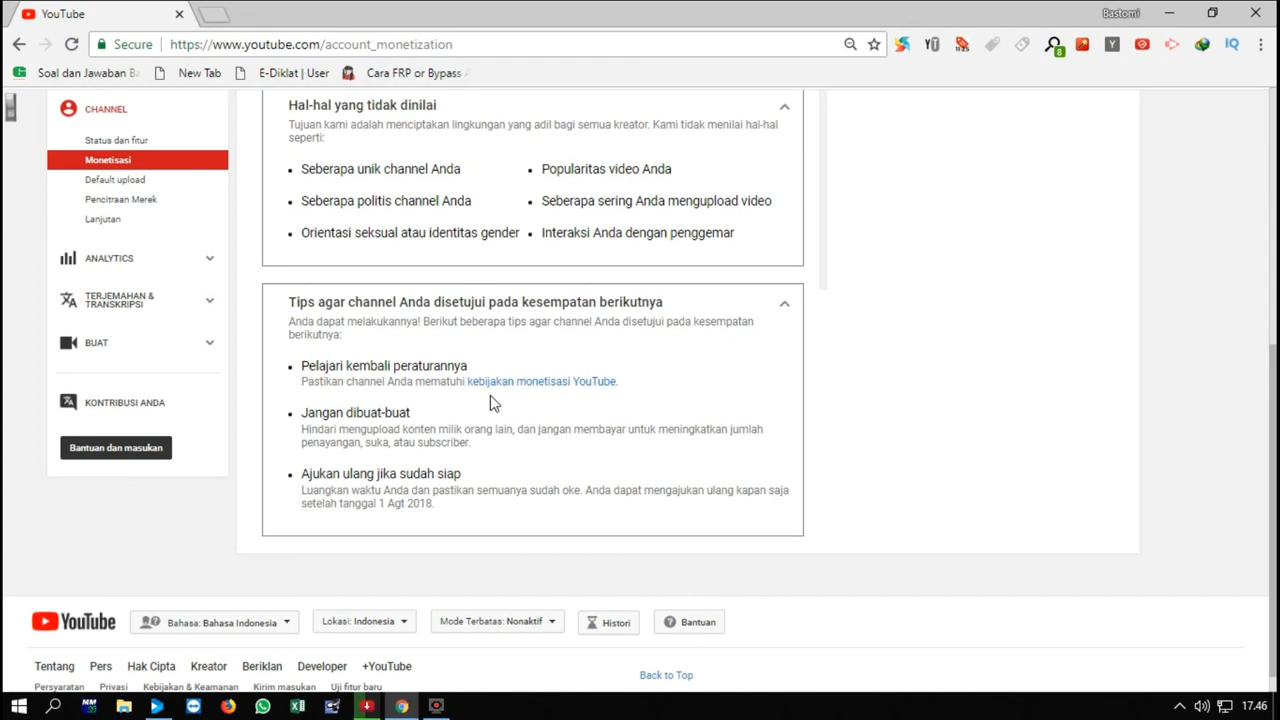 YouTube
Bastomi
Secure
https://www.youtube.com/account_monetization
8
IQ
Soal dan Jawaban Ba
New Tab
E-Diklat | User
Cara FRP or Bypass
CHANNEL
Status dan fitur
Monetisasi
Default upload
Pencitraan Merek
Lanjutan
ANALYTICS
TERJEMAHAN &
TRANSKRIPSI
BUAT
KONTRIBUSI ANDA
Bantuan dan masukan
Hal-hal yang tidak dinilai
Tujuan kami adalah menciptakan lingkungan yang adil bagi semua kreator. Kami tidak menilai hal-hal
seperti:
Seberapa unik channel Anda
Popularitas video Anda
Seberapa politis channel Anda
Seberapa sering Anda mengupload video
Orientasi seksual atau identitas gender
Interaksi Anda dengan penggemar
Tips agar channel Anda disetujui pada kesempatan berikutnya
Anda dapat melakukannya! Berikut beberapa tips agar channel Anda disetujui pada kesempatan
berikutnya:
Pelajari kembali peraturannya
Pastikan channel Anda mematuhi kebijakan monetisasi YouTube.
Jangan dibuat-buat
Hindari mengupload konten milik orang lain, dan jangan membayar untuk meningkatkan jumlah
penayangan, suka, atau subscriber.
Ajukan ulang jika sudah siap
Luangkan waktu Anda dan pastikan semuanya sudah oke. Anda dapat mengajukan ulang kapan saja
setelah tanggal 1 Agt 2018.
YouTube
Bahasa: Bahasa Indonesia
Lokasi: Indonesia
Mode Terbatas: Nonaktif
Histori
Bantuan
Tentang Pers Hak Cipta Kreator Beriklan Developer +YouTube
Back to Top
Persyaratan Privasi Kebijakan & Keamanan Kirim masukan Uji fitur baru
17.46